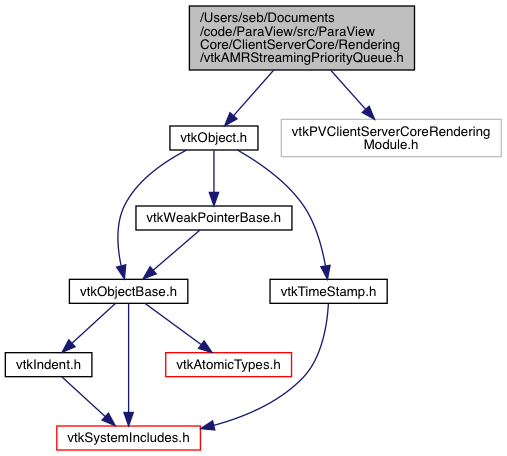 /Users/seb/Documents
/code/ParaView/src/ParaView
Core/ClientServerCore/Rendering
/vtkAMRStreamingPriorityQueue.h
vtkObject.h
vtkPVClientServerCoreRendering
Module.h
vtkWeakPointerBase.h
vtkObjectBase.h
vtkTimeStamp.h
vtkIndent.h
vtkAtomicTypes.h
vtkSystemIncludes.h